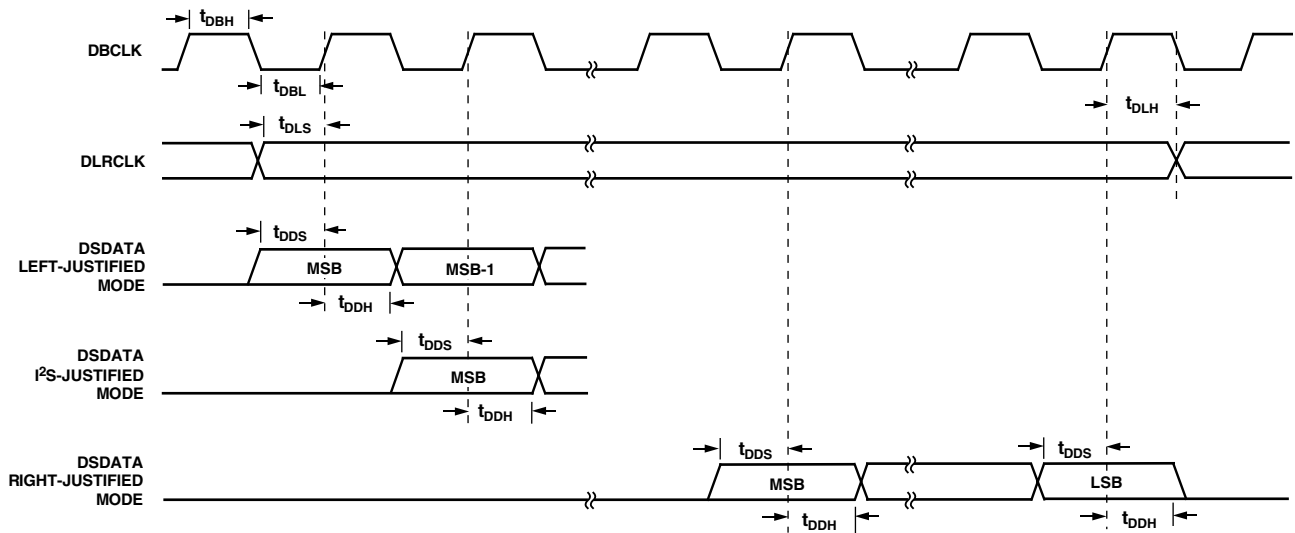 tDBH
DBCLK
tDBL
tDLH
tDLS
DLRCLK
tDDS
DSDATA
LEFT-JUSTIFIED
MODE
MSB
MSB-1
tDDH
DSDATA
I²S-JUSTIFIED
MODE
tDDS
MSB
tDDH
DSDATA
RIGHT-JUSTIFIED
MODE
tDDS
tDDS
MSB
LSB
tDDH
tDDH